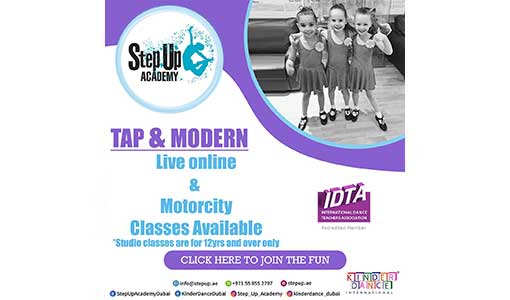 Step Up
ACADEMY
TAP & MODERN
Live online
&
Motorcity
Classes Available
*Studio classes are for 12yrs and over only
IDTA
INTERNATIONAL DANCE
TEACHERS ASSOCIATION
Accredited Member
CLICK HERE TO JOIN THE FUN
info@stepup.ae
+971.55.855.3797
stepup.ae
KINDER
DANCE
INTERNATIONAL
StepUpAcademyDubai
KinderDanceDubai
Step_Up_Academy
kinderdance_dubai